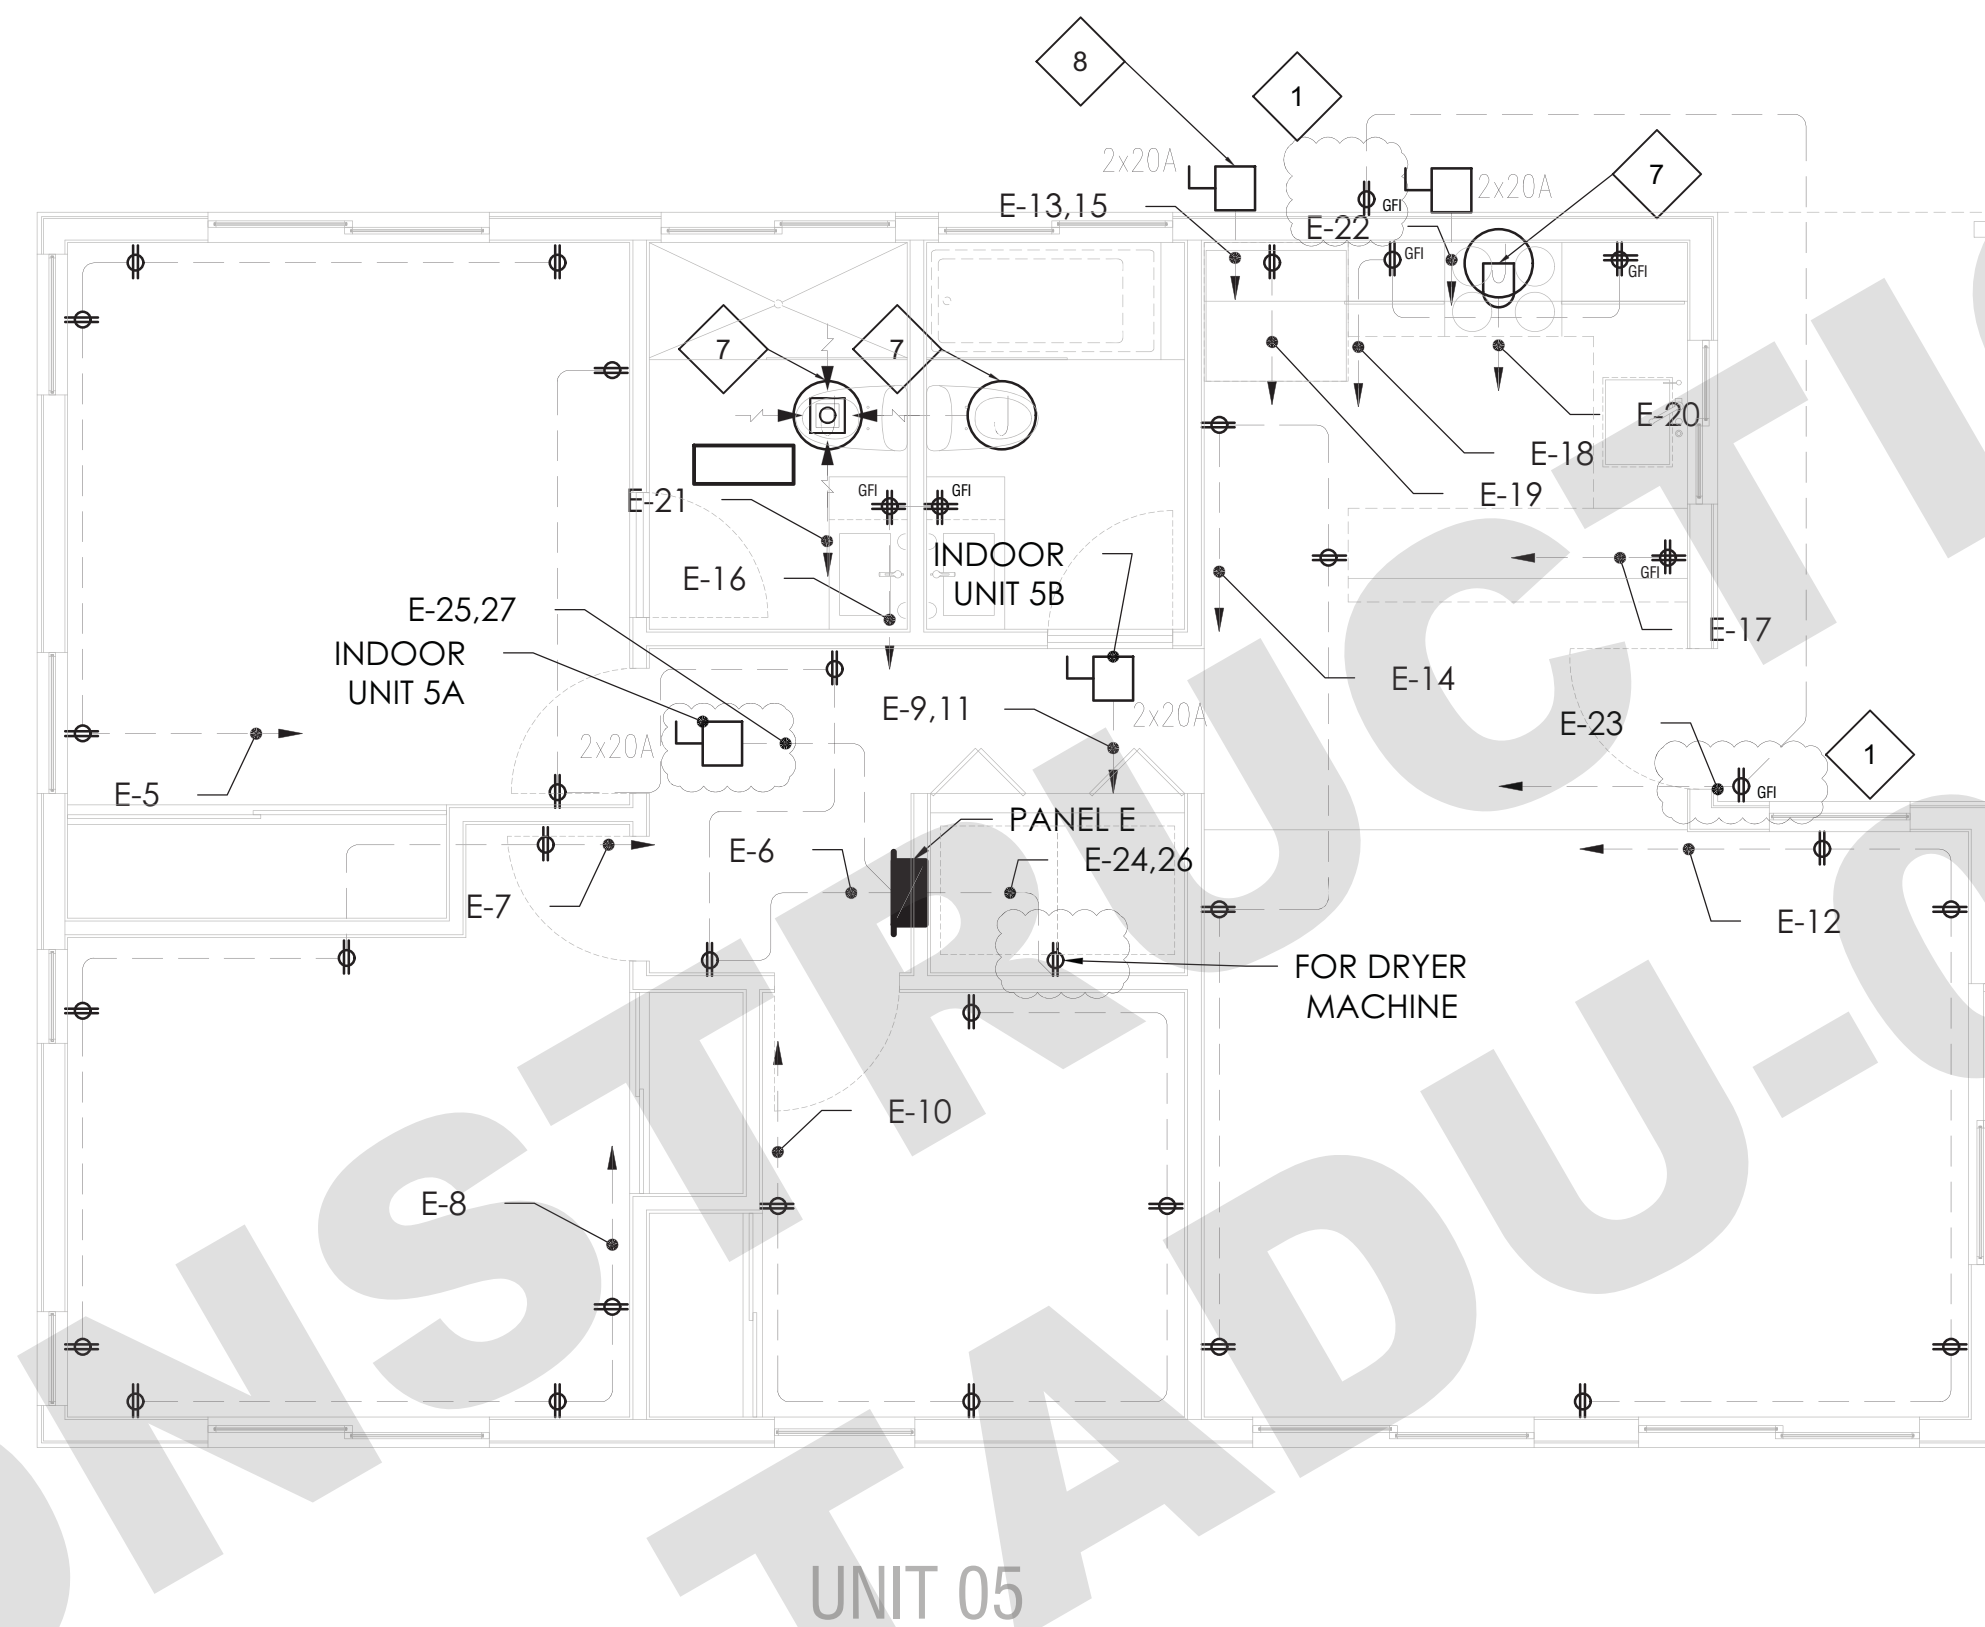 8
1
7
2x20A
2x20A
GFI
E-13,15
E-22
GFI
GFI
7
7
E-20
E-18
E-19
E-21
GFI
GFI
INDOOR
UNIT 5B
E-16
GFI
E-17
E-25,27
INDOOR
UNIT 5A
E-14
E-9,11
2x20A
E-23
1
2x20A
GFI
E-5
PANEL E
E-6
E-24,26
E-7
E-12
FOR DRYER
MACHINE
E-10
E-8
UNIT 05
ONSTRUCTIO
TADU-